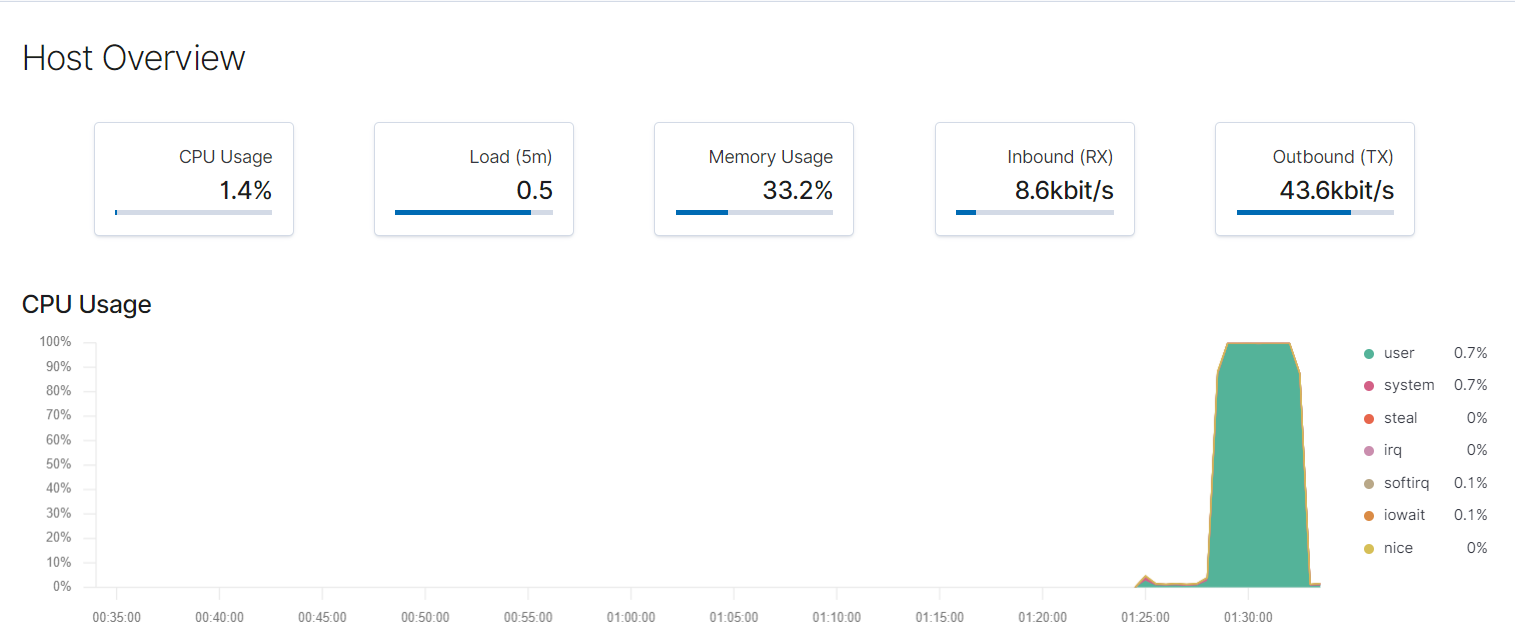 Host Overview
CPU Usage
1.4%
Load (5m)
0.5
Memory Usage
33.2%
Inbound (RX)
8.6kbit/s
Outbound (TX)
43.6kbit/s
CPU Usage
100%
90%
80%
70%
60%
50%
40%
30%
20%
10%
0%
00:35:00 00:40:00 00:45:00 00:50:00 00:55:00 01:00:00 01:05:00 01:10:00 01:15:00 01:20:00 01:25:00 01:30:00
user 0.7%
system 0.7%
steal 0%
irq 0%
softirq 0.1%
iowait 0.1%
nice 0%